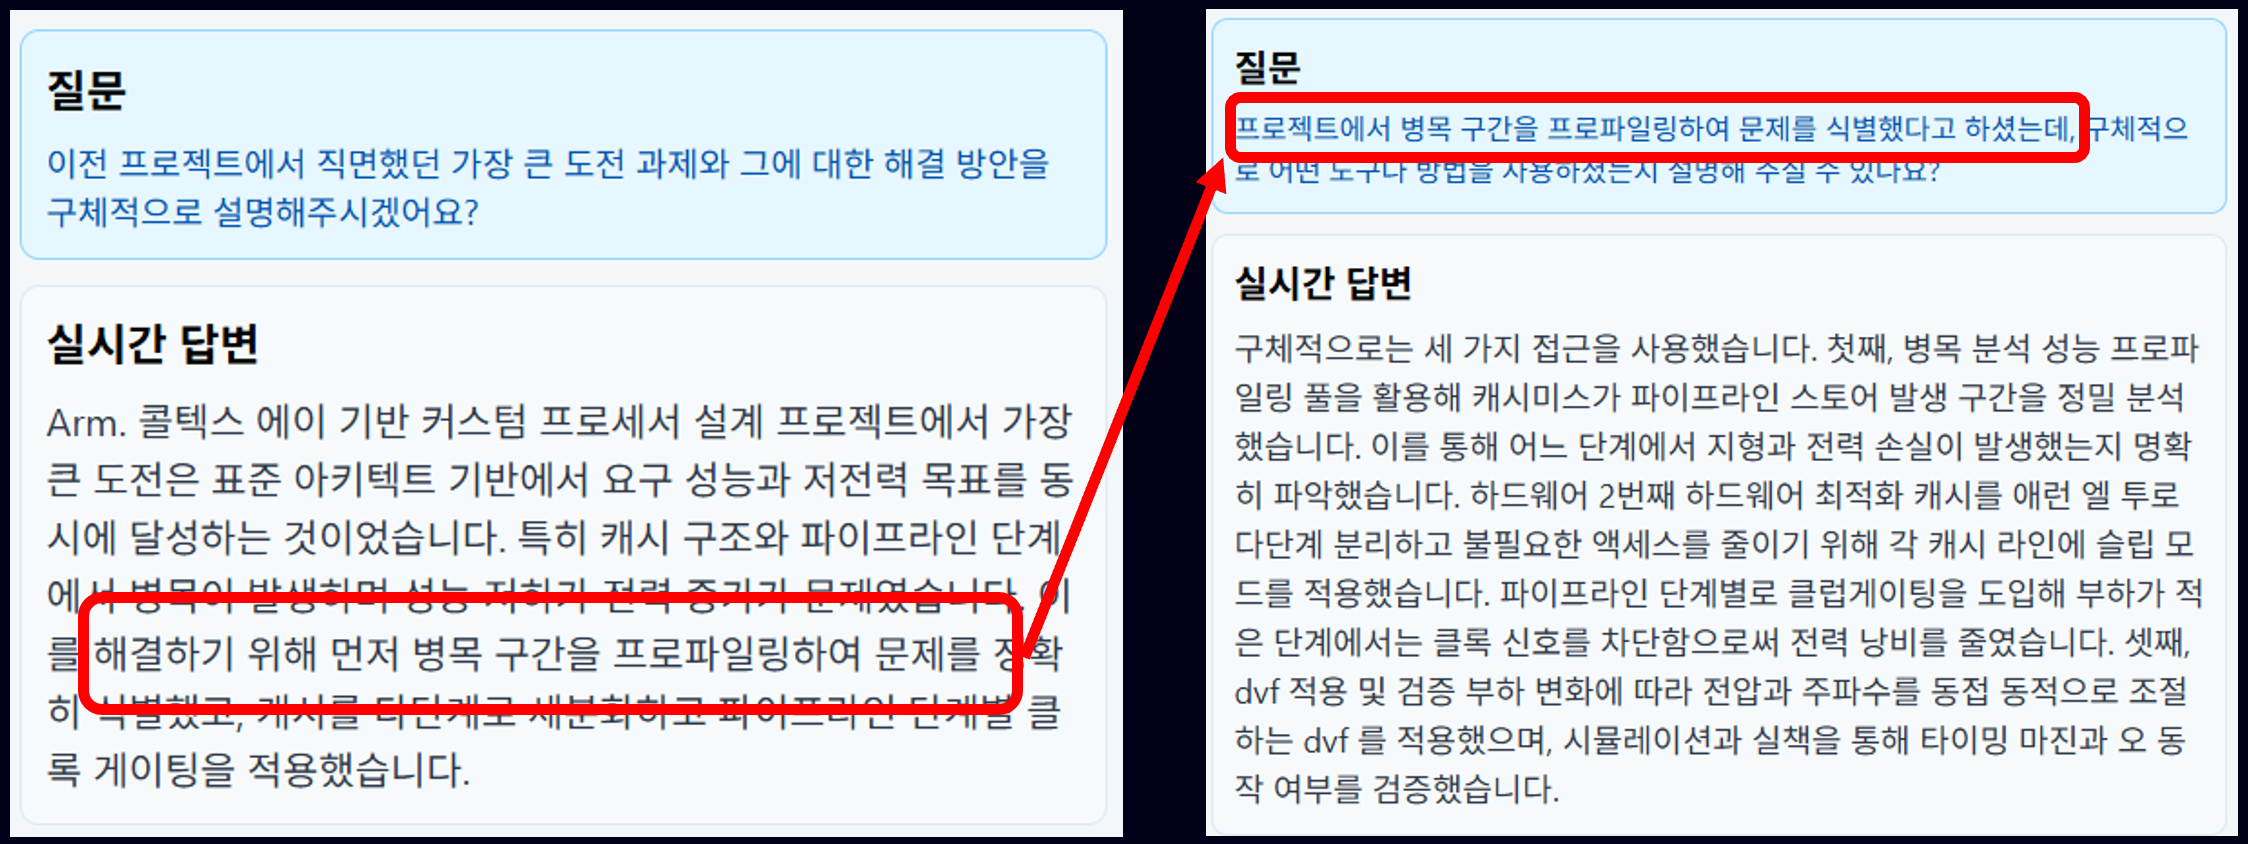 질문
이전 프로젝트에서 직면했던 가장 큰 도전 과제와 그에 대한 해결 방안을
구체적으로 설명해주시겠어요?
실시간 답변
Arm. 콜텍스 에이 기반 커스텀 프로세서 설계 프로젝트에서 가장
큰 도전은 표준 아키텍트 기반에서 요구 성능과 저전력 목표를 동
시에 달성하는 것이었습니다. 특히 캐시 구조와 파이프라인 단계
에서 병목이 발생하며 성능 저하가 전력 증가가 문제였습니다. 이
를 해결하기 위해 먼저 병목 구간을 프로파일링하여 문제를 정확
히 식별했고, 캐시를 다단계로 세분화하고 파이프라인 단계별 클
록 게이팅을 적용했습니다.
질문
프로젝트에서 병목 구간을 프로파일링하여 문제를 식별했다고 하셨는데, 구체적으
로 어떤 도구나 방법을 사용하셨는지 설명해 주실 수 있나요?
실시간 답변
구체적으로는 세 가지 접근을 사용했습니다. 첫째, 병목 분석 성능 프로파
일링 풀을 활용해 캐시미스가 파이프라인 스토어 발생 구간을 정밀 분석
했습니다. 이를 통해 어느 단계에서 지형과 전력 손실이 발생했는지 명확
히 파악했습니다. 하드웨어 2번째 하드웨어 최적화 캐시를 애런 엘 투로
다단계 분리하고 불필요한 액세스를 줄이기 위해 각 캐시 라인에 슬립 모
드를 적용했습니다. 파이프라인 단계별로 클럽게이팅을 도입해 부하가 적
은 단계에서는 클록 신호를 차단함으로써 전력 낭비를 줄였습니다. 셋째,
dvf 적용 및 검증 부하 변화에 따라 전압과 주파수를 동접 동적으로 조절
하는 dvf 를 적용했으며, 시뮬레이션과 실책을 통해 타이밍 마진과 오 동
작 여부를 검증했습니다.